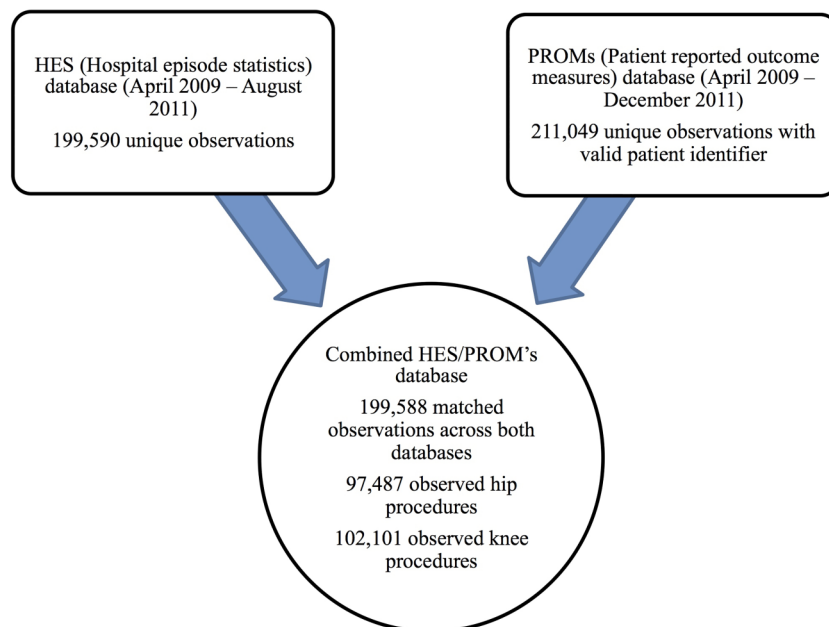 HES (Hospital episode statistics)
database (April 2009 – August
2011)
199,590 unique observations
PROMs (Patient reported outcome
measures) database (April 2009 –
December 2011)
211,049 unique observations with
valid patient identifier
Combined HES/PROM’s
database
199,588 matched
observations across both
databases
97,487 observed hip
procedures
102,101 observed knee
procedures